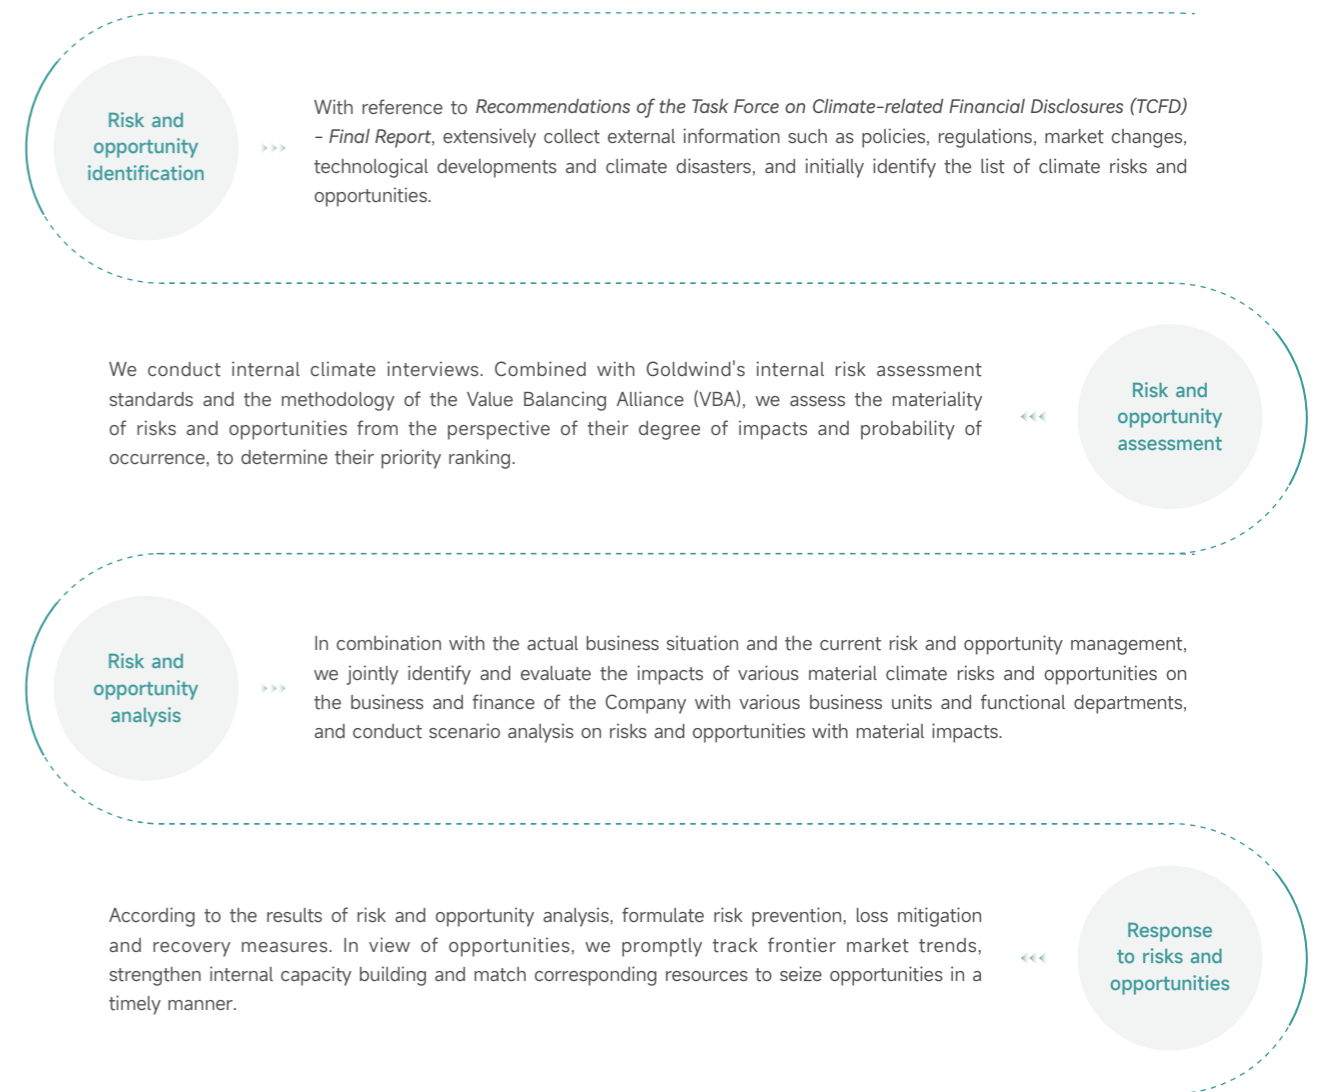 Risk and
opportunity
identification
With reference to Recommendations of the Task Force on Climate-related Financial Disclosures (TCFD)
- Final Report, extensively collect external information such as policies, regulations, market changes,
technological developments and climate disasters, and initially identify the list of climate risks and
opportunities.
We conduct internal climate interviews. Combined with Goldwind's internal risk assessment
standards and the methodology of the Value Balancing Alliance (VBA), we assess the materiality
of risks and opportunities from the perspective of their degree of impacts and probability of
occurrence, to determine their priority ranking.
Risk and
opportunity
assessment
Risk and
opportunity
analysis
In combination with the actual business situation and the current risk and opportunity management,
we jointly identify and evaluate the impacts of various material climate risks and opportunities on
the business and finance of the Company with various business units and functional departments,
and conduct scenario analysis on risks and opportunities with material impacts.
According to the results of risk and opportunity analysis, formulate risk prevention, loss mitigation
and recovery measures. In view of opportunities, we promptly track frontier market trends,
strengthen internal capacity building and match corresponding resources to seize opportunities in a
timely manner.
Response
to risks and
opportunities